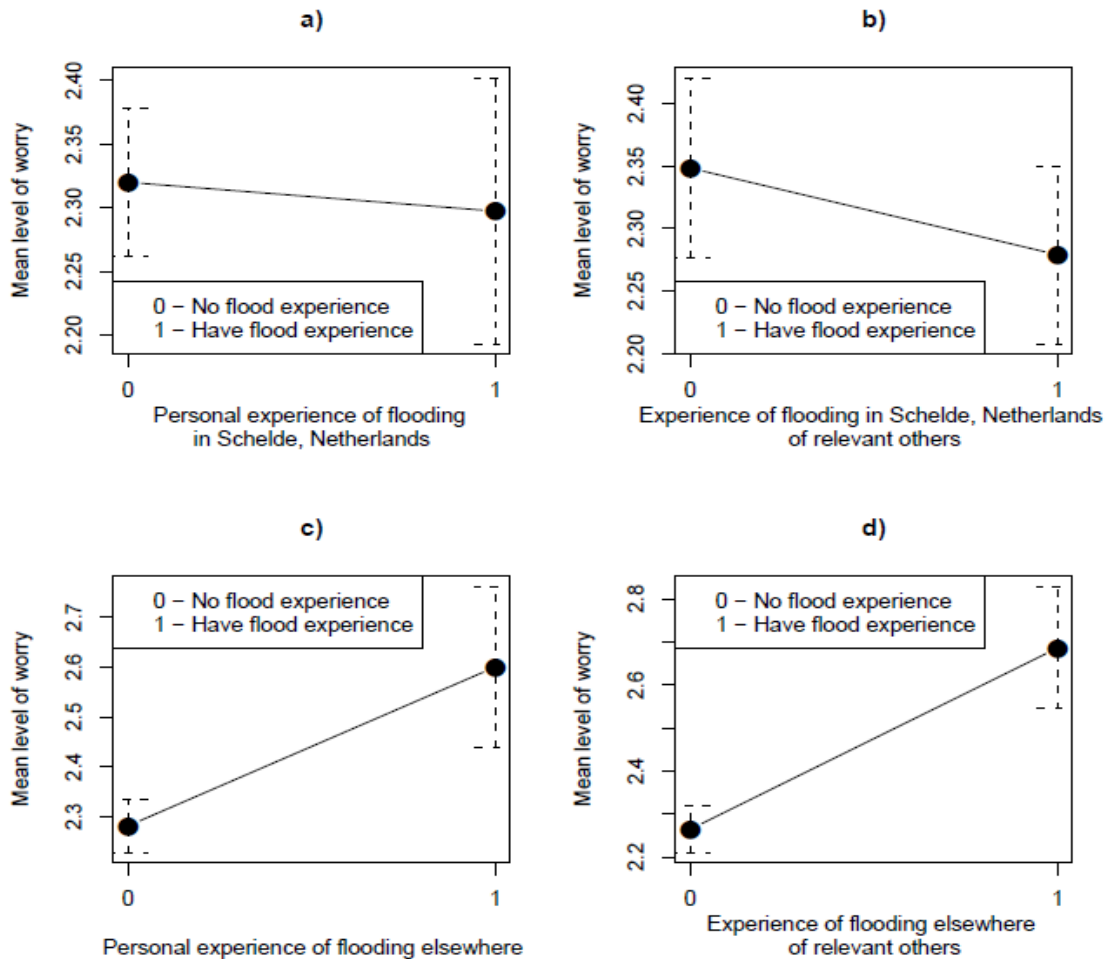 a)
Mean level of worry
2.40
2.35
2.30
2.25
2.20
0 − No flood experience
1 − Have flood experience
0
1
Personal experience of flooding
in Schelde, Netherlands
b)
Mean level of worry
2.40
2.35
2.30
2.25
2.20
0 − No flood experience
1 − Have flood experience
0
1
Experience of flooding in Schelde, Netherlands
of relevant others
c)
Mean level of worry
2.7
2.6
2.5
2.4
2.3
0 − No flood experience
1 − Have flood experience
0
1
Personal experience of flooding elsewhere
d)
Mean level of worry
2.8
2.6
2.4
2.2
0 − No flood experience
1 − Have flood experience
0
1
Experience of flooding elsewhere
of relevant others